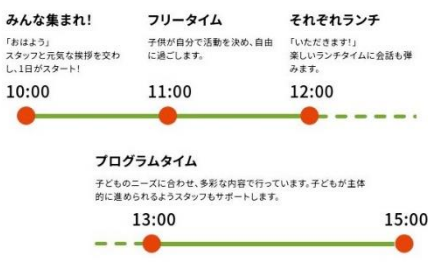 みんな集まれ!
「おはよう」
スタッフと元気な挨拶を交わ
し、1日がスタート!
10:00
フリータイム
子供が自分で活動を決め、自由
に過ごします。
11:00
それぞれランチ
「いただきます!」
楽しいランチタイムに会話も弾
みます。
12:00
プログラムタイム
子どものニーズに合わせ、多彩な内容で行っています。子どもが主体
的に進められるようスタッフもサポートします。
13:00
15:00